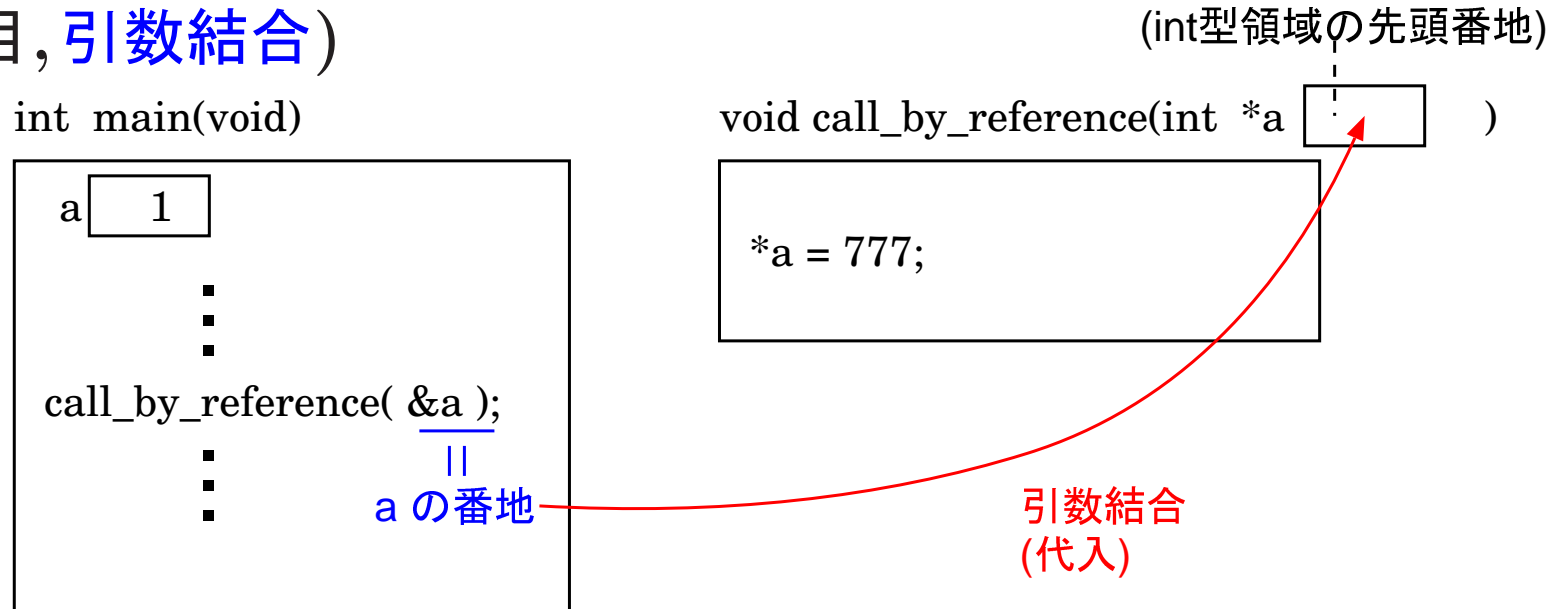 目,引数結合)
(int型領域の先頭番地)
int main(void)
void call_by_reference(int *a )
a 1
*a = 777;
call_by_reference( &a );
||
a の番地
引数結合
(代入)